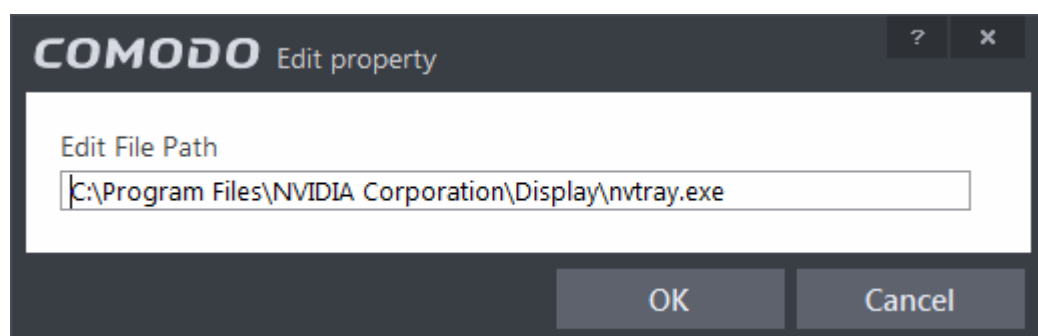 COMODO Edit property ? ×
Edit File Path
C:\Program Files\NVIDIA Corporation\Display\nvtray.exe
OK Cancel